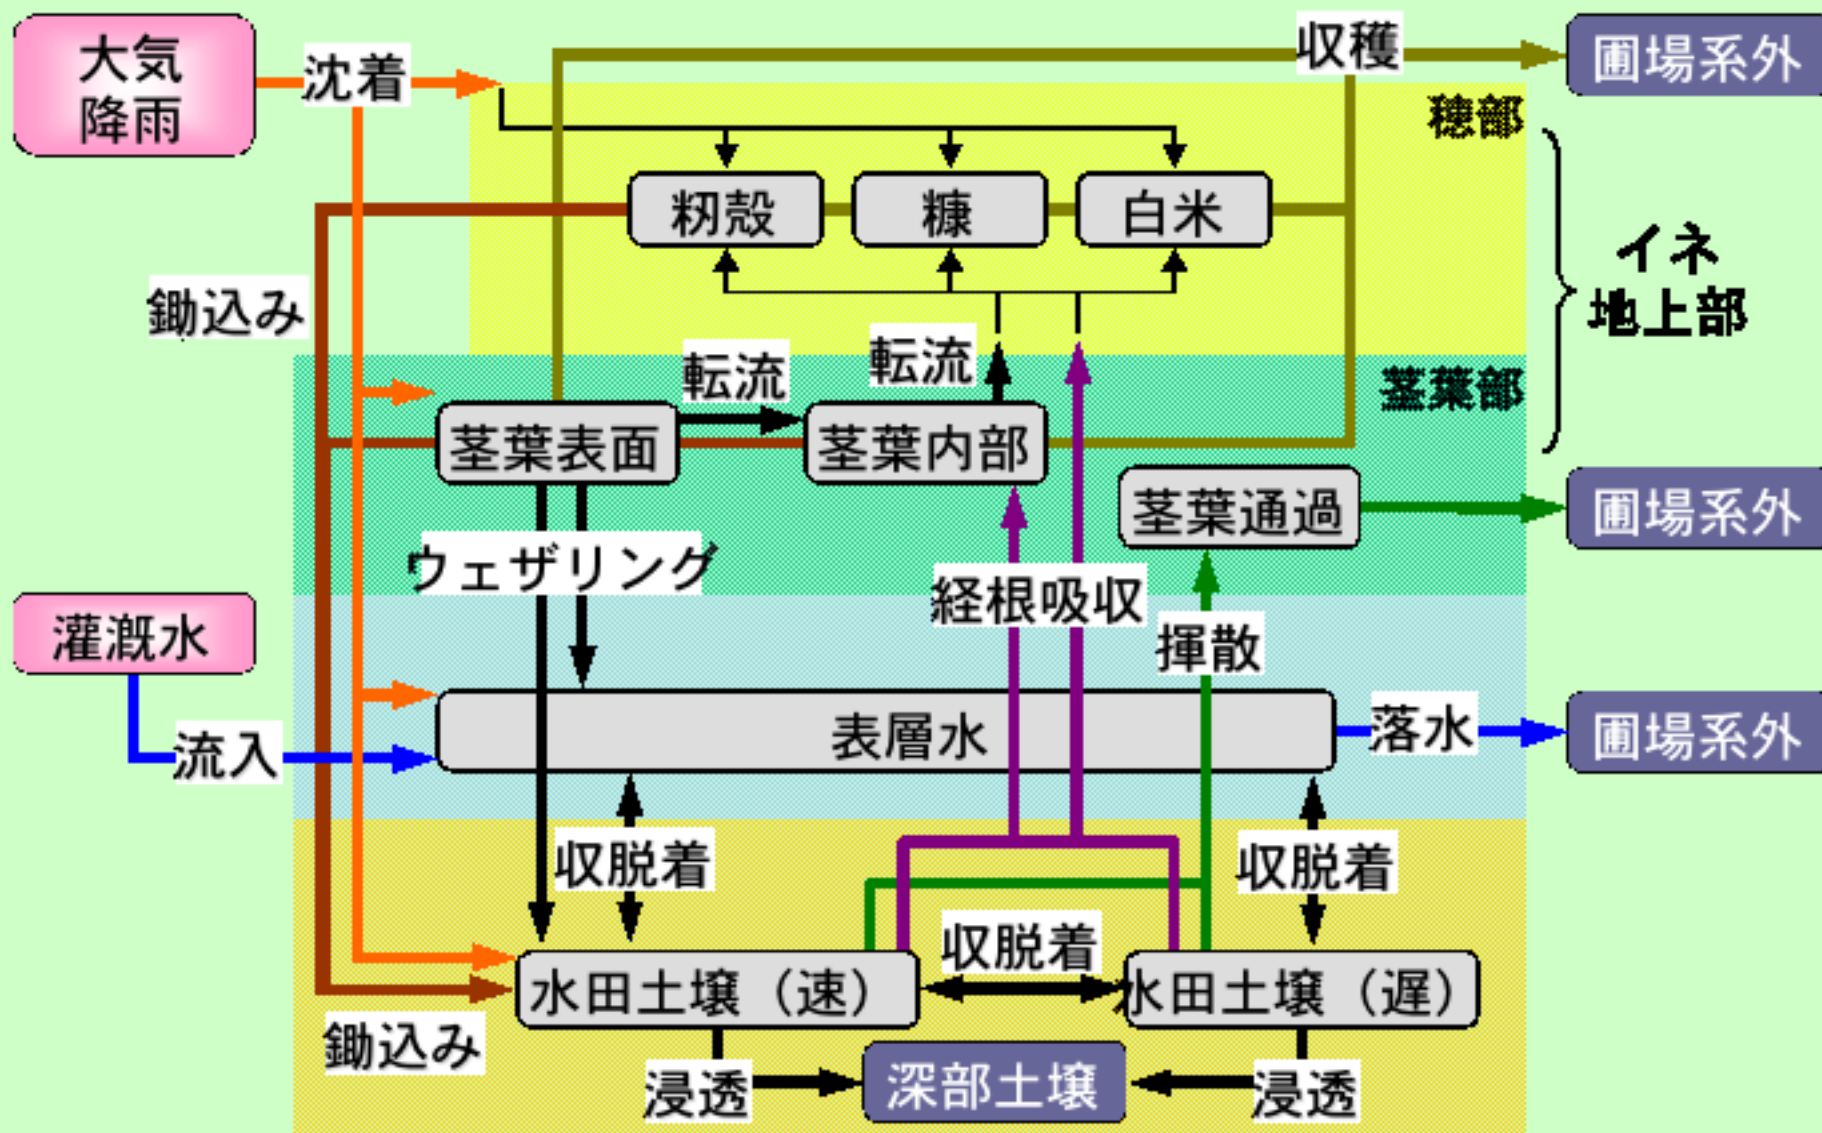 大気
降雨
沈着
収穫
圃場系外
穂部
籾殻
糠
白米
イネ
地上部
鋤込み
転流
転流
茎葉部
茎葉表面
茎葉内部
茎葉通過
圃場系外
ウェザリング
経根吸収
揮散
灌漑水
流入
表層水
落水
圃場系外
収脱着
収脱着
収脱着
水田土壌（速）
水田土壌（遅）
鋤込み
浸透
深部土壌
浸透